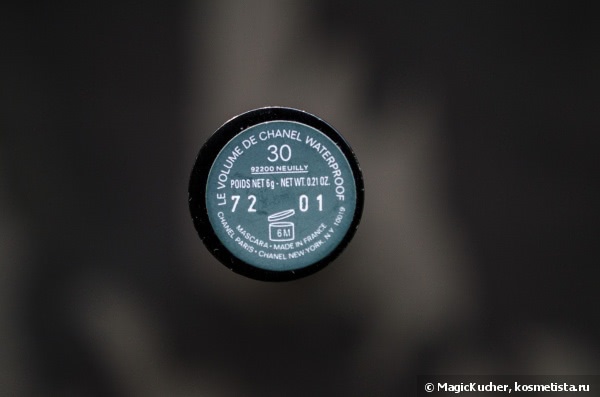 LE VOLUME DE CHANEL WATERPROOF
30
92200 NEUILLY
POIDS NET 6g - NET WT. 0.21 OZ.
72 01
6M
MASCARA - MADE IN FRANCE
CHANEL PARIS • CHANEL NEW YORK, N.Y 10019
© MagicKucher, kosmetista.ru